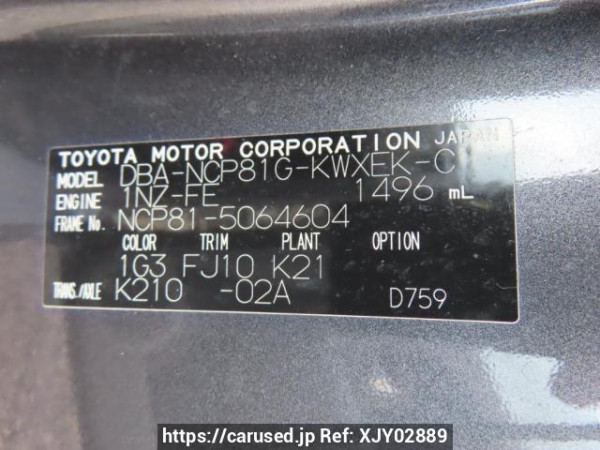 TOYOTA MOTOR CORPORATION JAPAN
MODEL DBA-NCP81G-KWXEK-C
ENGINE 1NZ-FE 1496 mL
FRAME No. NCP81-5064604
COLOR TRIM PLANT OPTION
1G3 FJ10 K21
TRANS./AXLE K210 -02A D759
https://carused.jp Ref: XJY02889